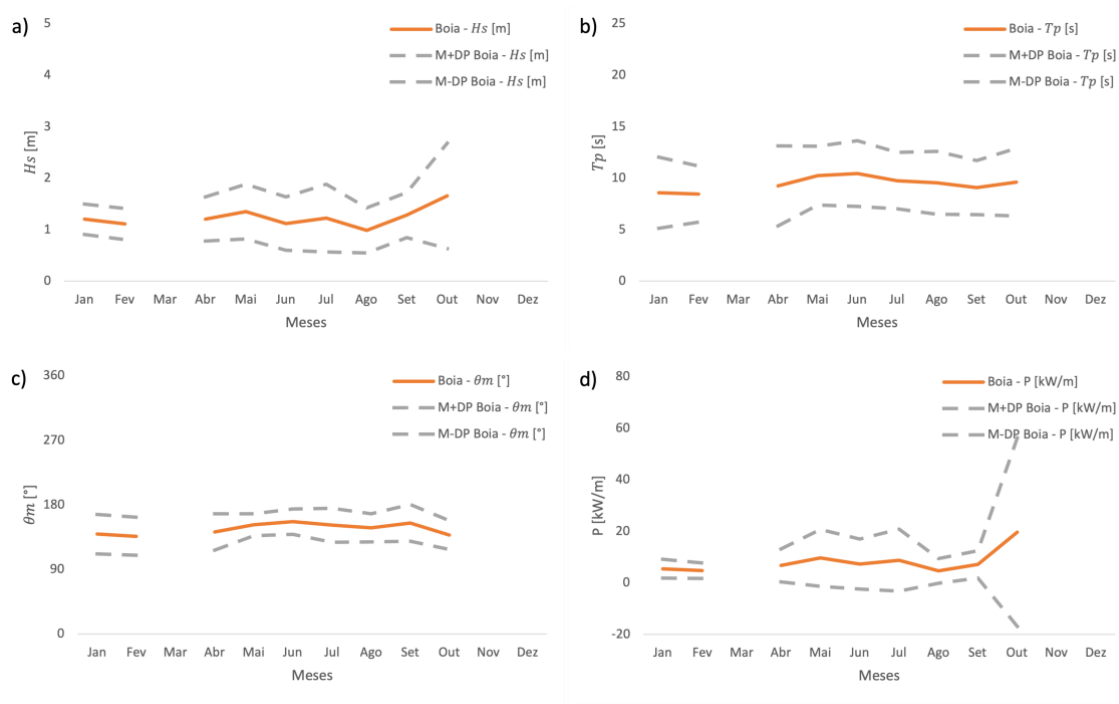 a)
5
4
3
2
1
0
Hs [m]
Boia - Hs [m]
M+DP Boia - Hs [m]
M-DP Boia - Hs [m]
Jan Fev Mar Abr Mai Jun Jul Ago Set Out Nov Dez
Meses
b)
25
20
15
10
5
0
Tp [s]
Boia - Tp [s]
M+DP Boia - Tp [s]
M-DP Boia - Tp [s]
Jan Fev Mar Abr Mai Jun Jul Ago Set Out Nov Dez
Meses
c)
360
270
180
90
0
θm [°]
Boia - θm [°]
M+DP Boia - θm [°]
M-DP Boia - θm [°]
Jan Fev Mar Abr Mai Jun Jul Ago Set Out Nov Dez
Meses
d)
80
60
40
20
0
-20
P [kW/m]
Boia - P [kW/m]
M+DP Boia - P [kW/m]
M-DP Boia - P [kW/m]
Jan Fev Mar Abr Mai Jun Jul Ago Set Out Nov Dez
Meses